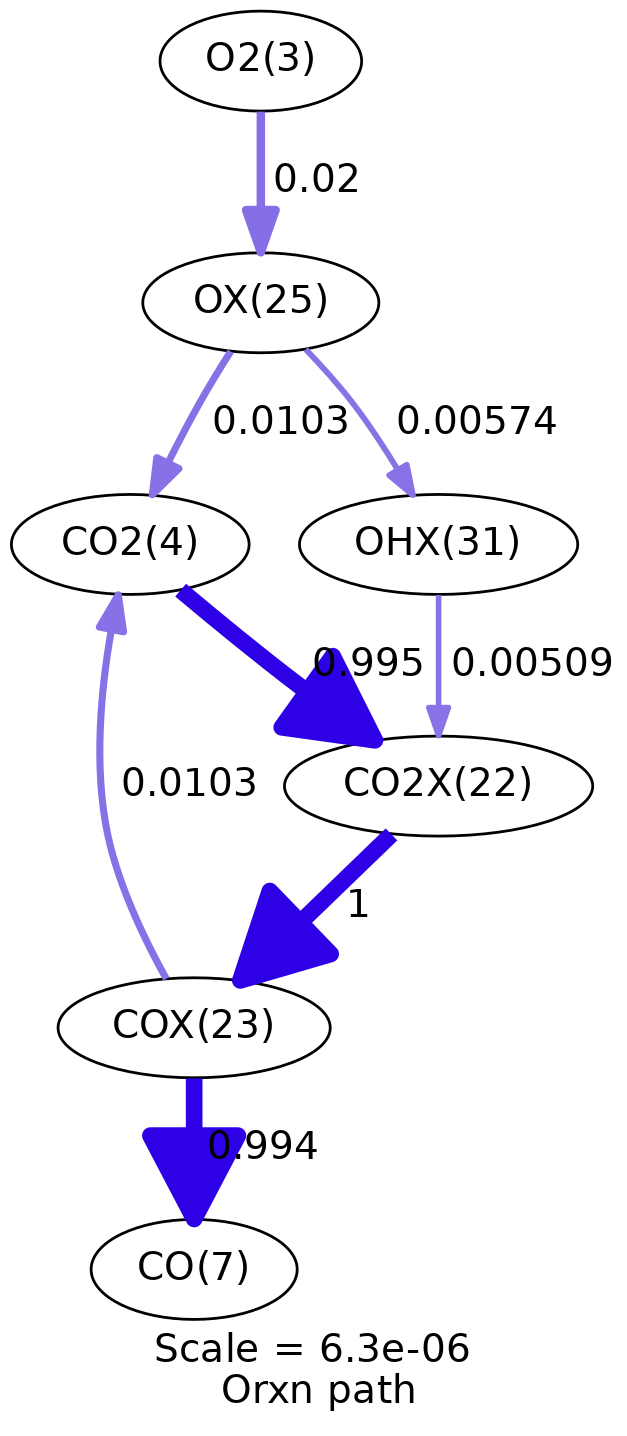 O2(3)
0.02
OX(25)
0.0103
0.00574
CO2(4)
OHX(31)
0.995
0.00509
0.0103
CO2X(22)
1
COX(23)
0.994
CO(7)
Scale = 6.3e-06
Orxn path